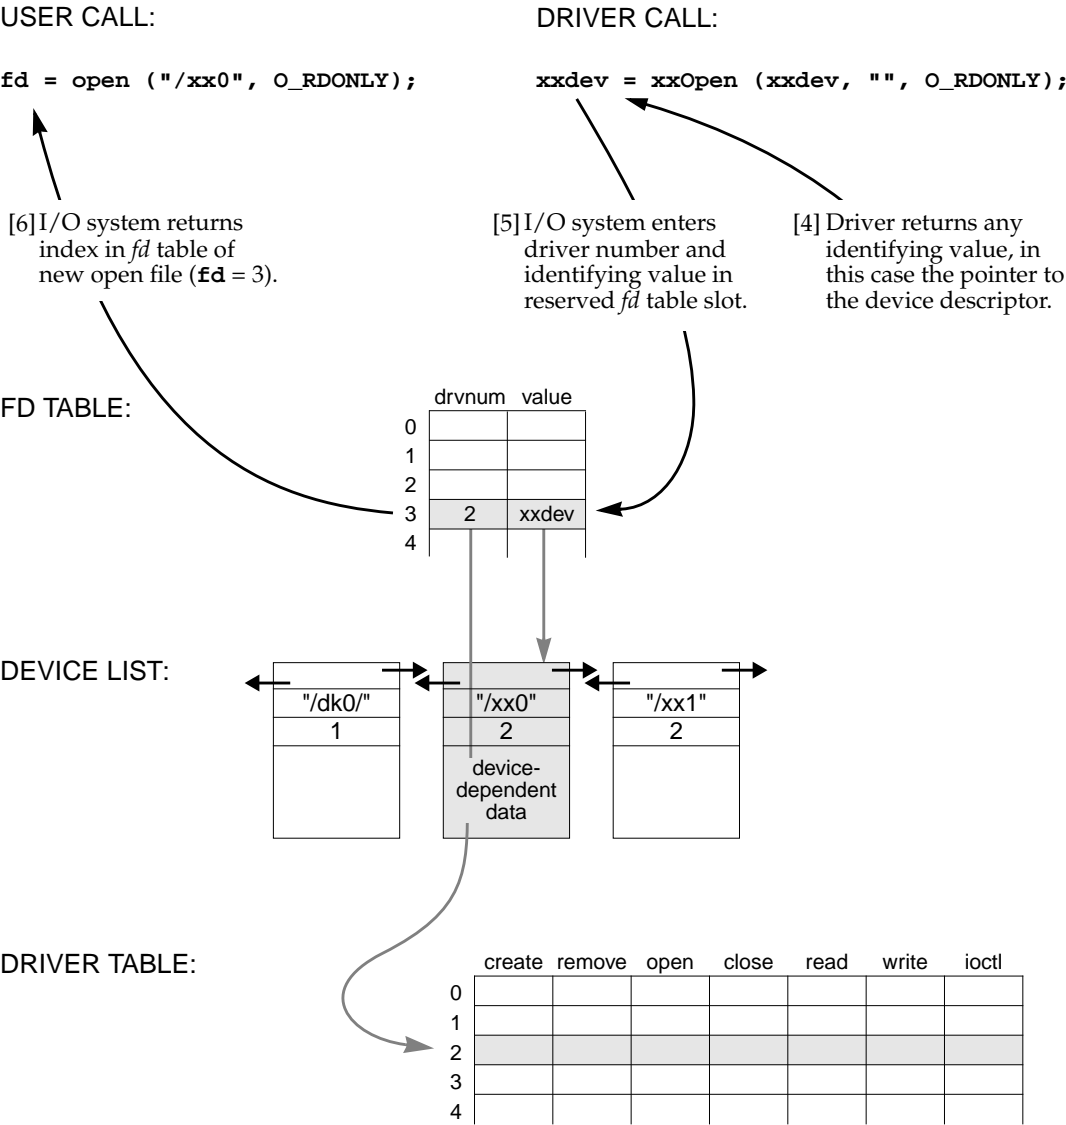 USER CALL:
DRIVER CALL:
fd = open ("/xx0", O_RDONLY);
xxdev = xxOpen (xxdev, "", O_RDONLY);
[6] I/O system returns
index in fd table of
new open file (fd = 3).
[5] I/O system enters
driver number and
identifying value in
reserved fd table slot.
[4] Driver returns any
identifying value, in
this case the pointer to
the device descriptor.
FD TABLE:
drvnum value
0
1
2
3 2 xxdev
4
DEVICE LIST:
"/dk0/" "/xx0" "/xx1"
1 2 2
device-
dependent
data
DRIVER TABLE:
create remove open close read write ioctl
0
1
2
3
4